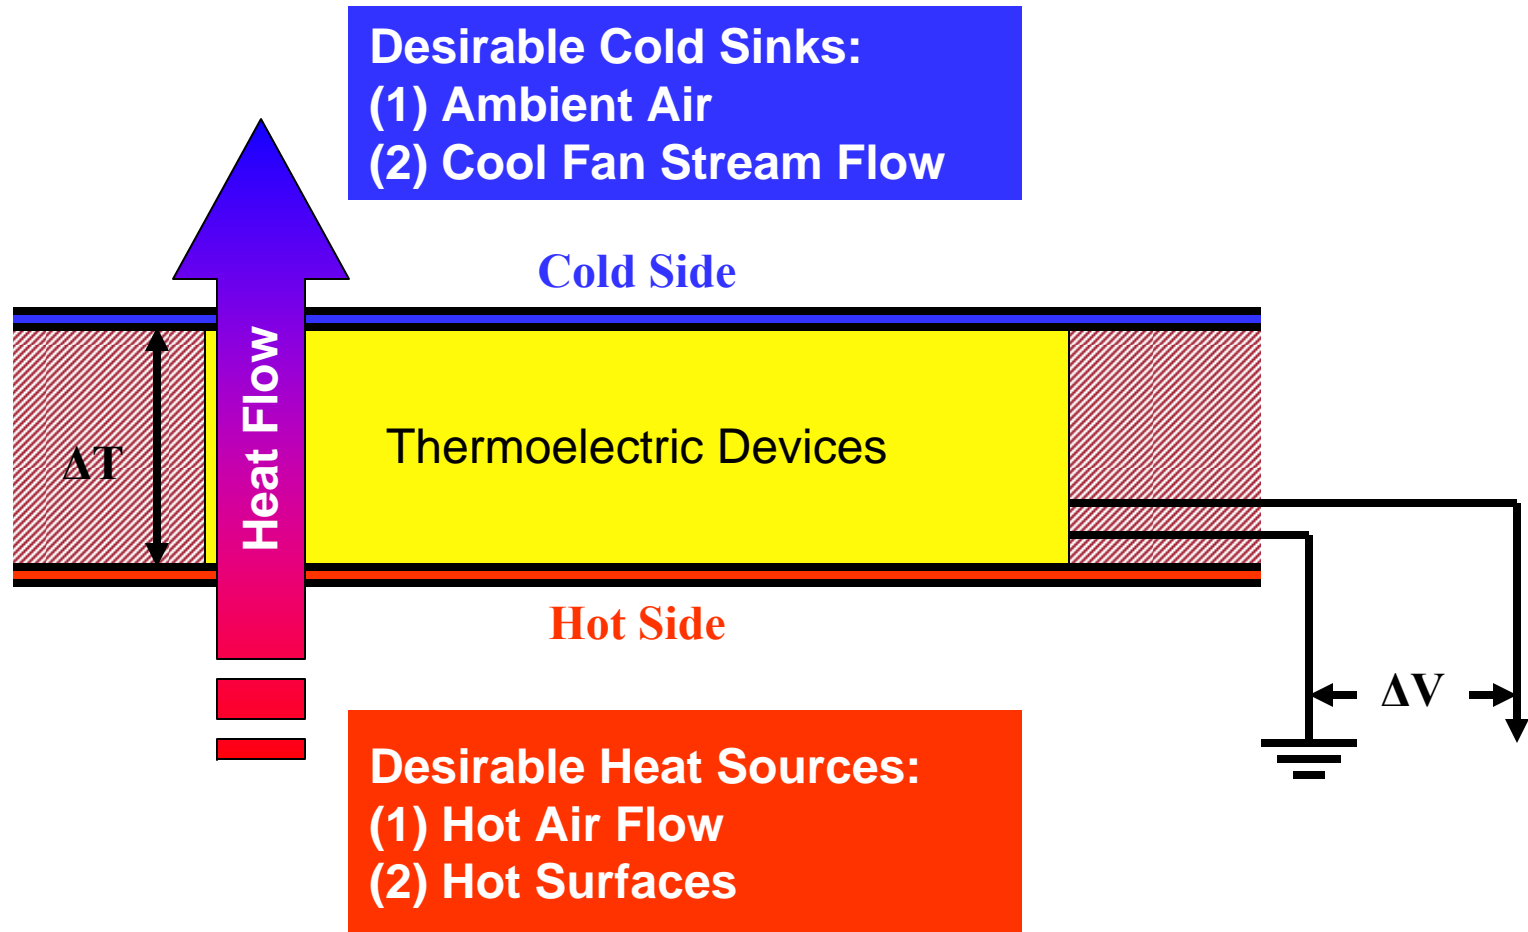 Desirable Cold Sinks:
(1) Ambient Air
(2) Cool Fan Stream Flow
Cold Side
Heat Flow
ΔT
Thermoelectric Devices
Hot Side
ΔV
Desirable Heat Sources:
(1) Hot Air Flow
(2) Hot Surfaces